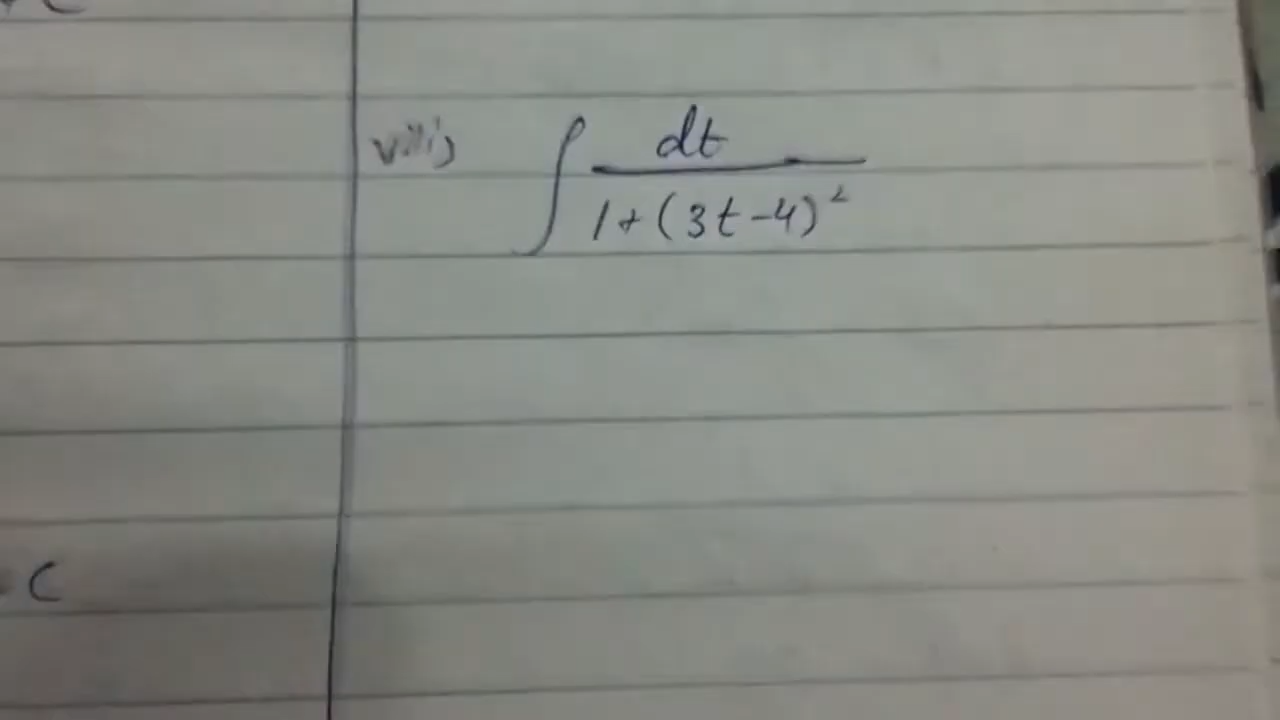 +C
viii) ∫ dt / 1+(3t-4)²
C